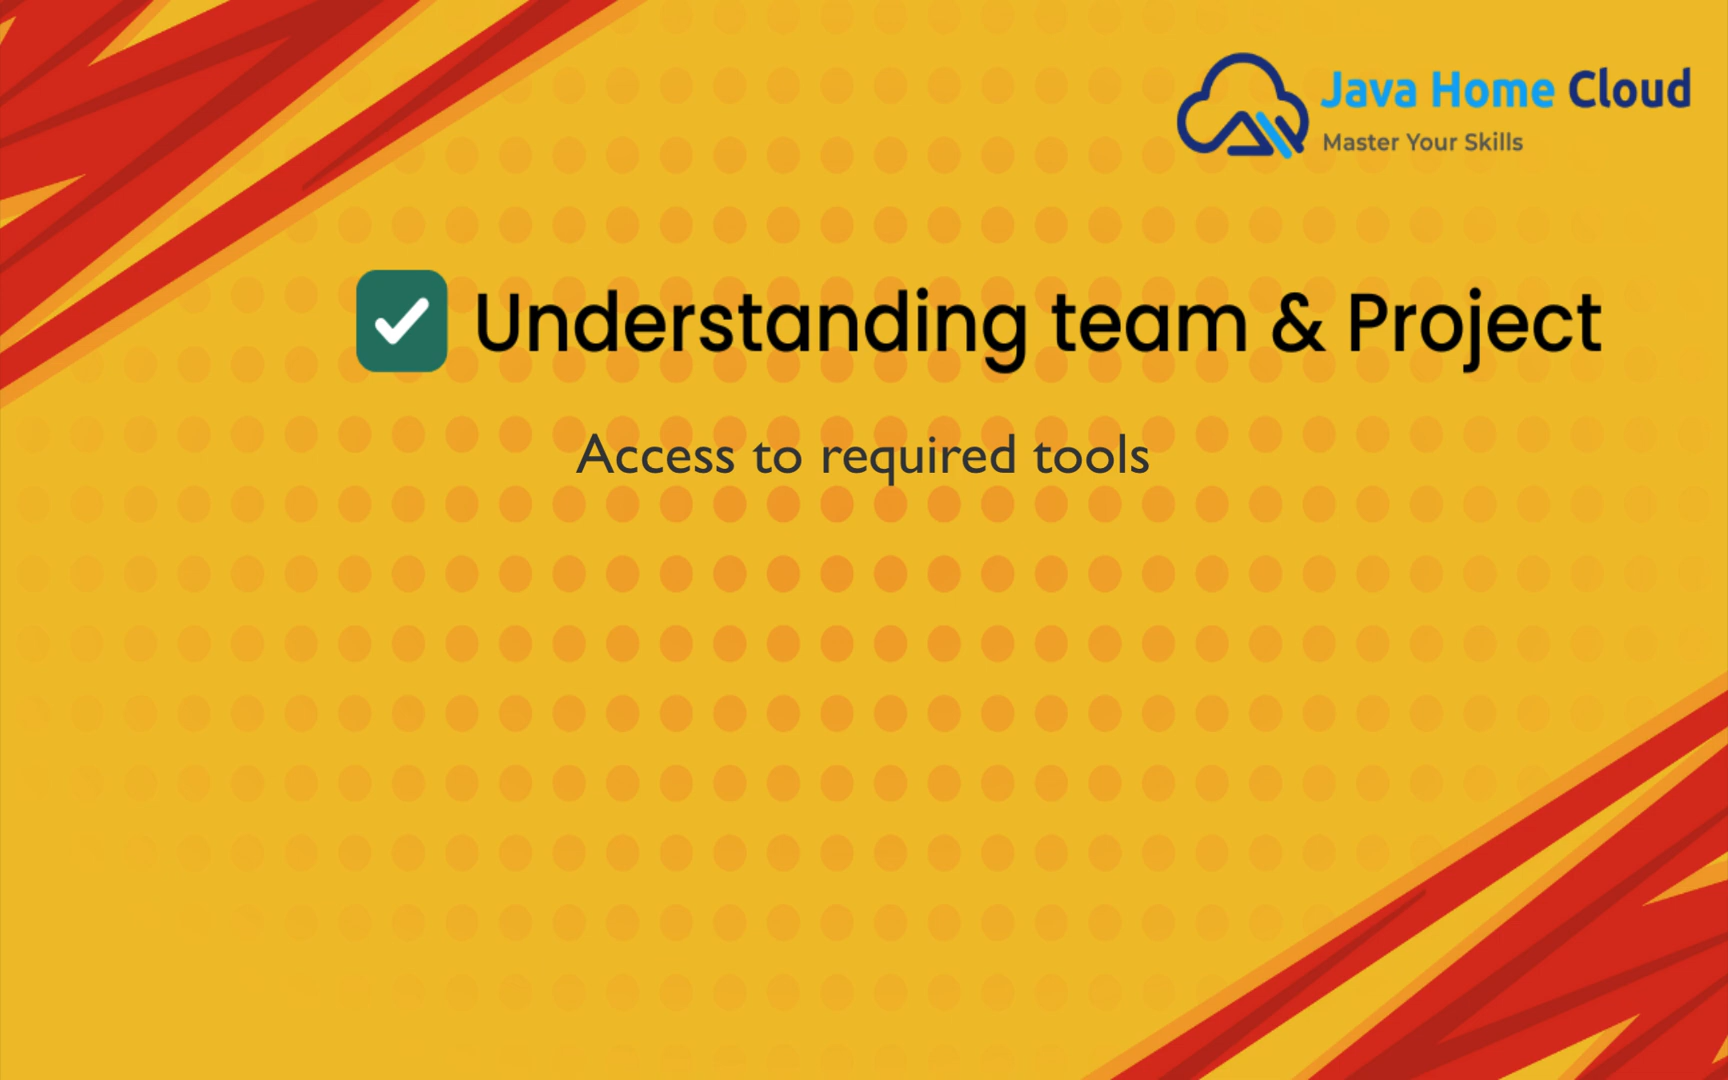 Java Home Cloud
Master Your Skills
Understanding team & Project
Access to required tools